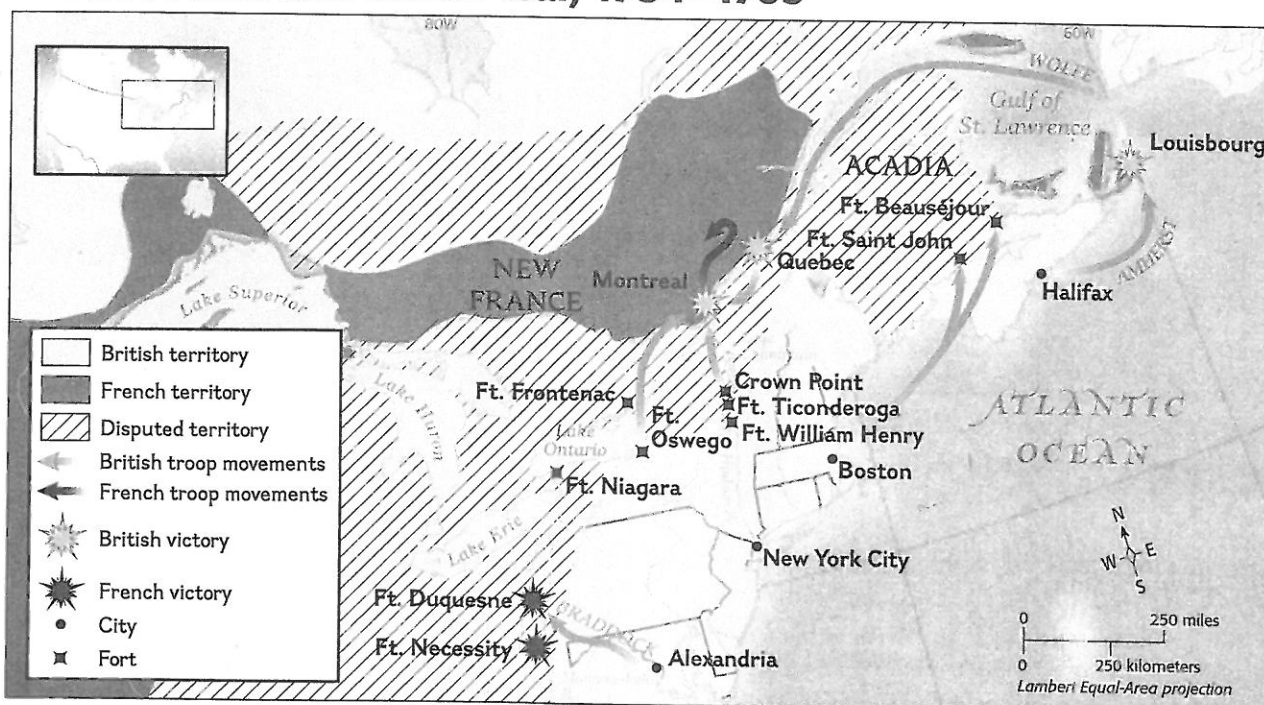 1754–1763
80W
60W
WOLFE
Gulf of
St. Lawrence
Louisbourg
ACADIA
Ft. Beauséjour
Ft. Saint John
Quebec
AMHERST
Halifax
NEW
FRANCE
Montreal
Lake Superior
British territory
French territory
Disputed territory
British troop movements
French troop movements
British victory
French victory
City
Fort
Lake Huron
Ft. Frontenac
Crown Point
Ft. Ticonderoga
Ft. William Henry
Ft.
Oswego
Lake
Ontario
Ft. Niagara
Boston
ATLANTIC
OCEAN
Lake Erie
New York City
Ft. Duquesne
BRADDOCK
Ft. Necessity
Alexandria
N
W
E
S
0
250 miles
0
250 kilometers
Lambert Equal-Area projection